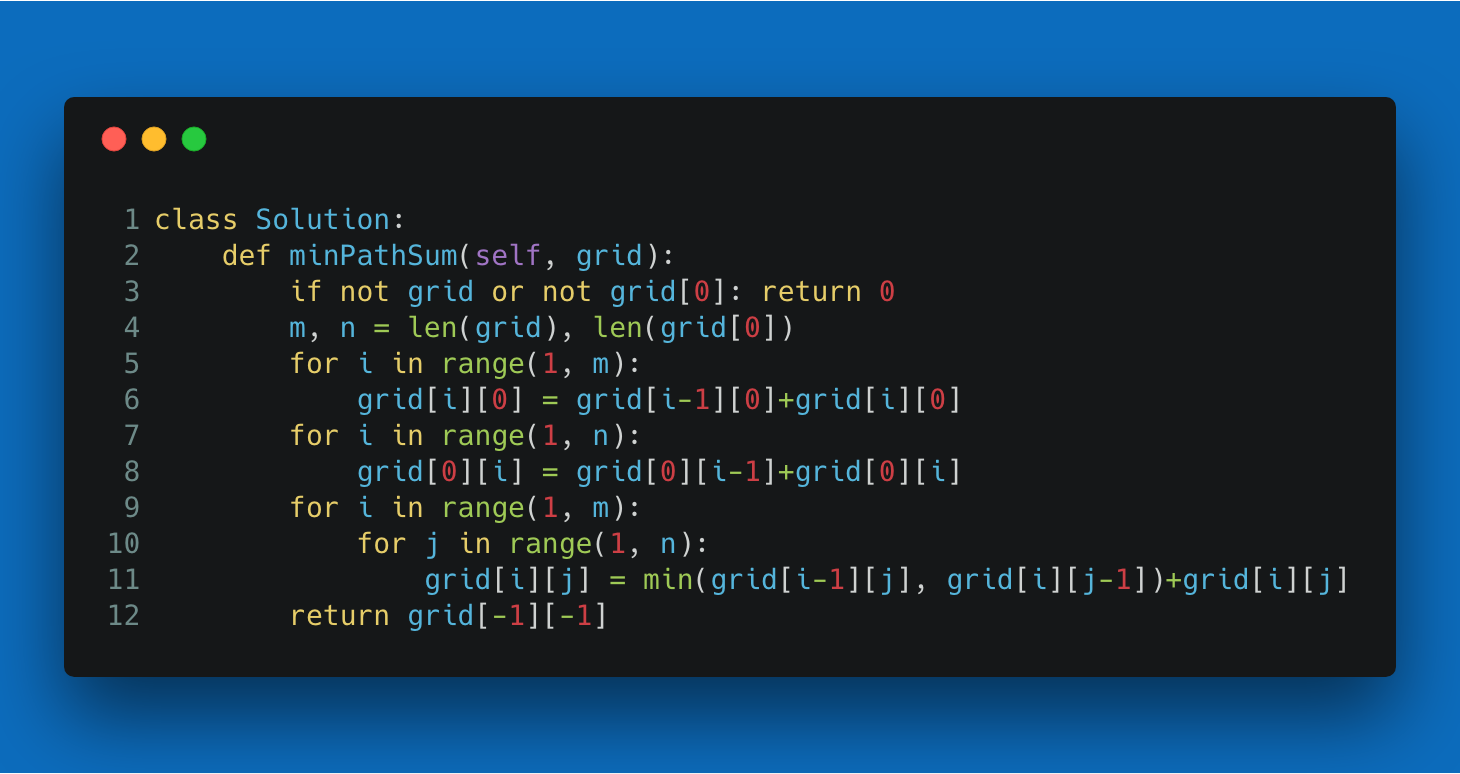 1 class Solution:
2     def minPathSum(self, grid):
3         if not grid or not grid[0]: return 0
4         m, n = len(grid), len(grid[0])
5         for i in range(1, m):
6             grid[i][0] = grid[i-1][0]+grid[i][0]
7         for i in range(1, n):
8             grid[0][i] = grid[0][i-1]+grid[0][i]
9         for i in range(1, m):
10             for j in range(1, n):
11                 grid[i][j] = min(grid[i-1][j], grid[i][j-1])+grid[i][j]
12         return grid[-1][-1]